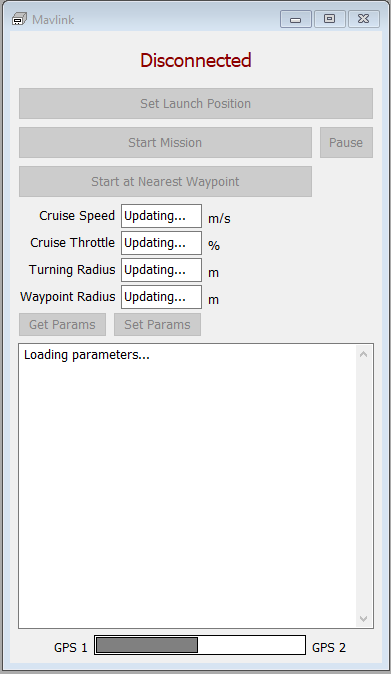 Mavlink
Disconnected
Set Launch Position
Start Mission Pause
Start at Nearest Waypoint
Cruise Speed Updating... m/s
Cruise Throttle Updating... %
Turning Radius Updating... m
Waypoint Radius Updating... m
Get Params Set Params
Loading parameters...
GPS 1 GPS 2